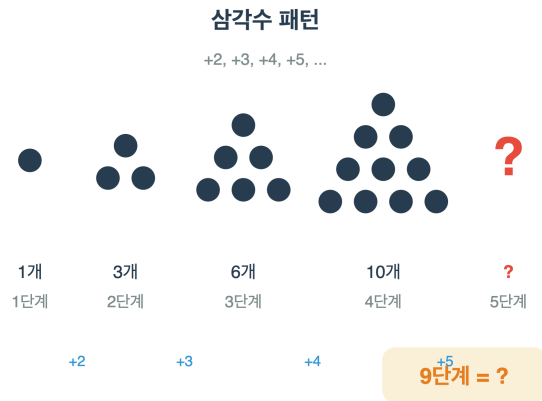 삼각수 패턴
+2, +3, +4, +5, ...
?
1개 3개 6개 10개 ?
1단계 2단계 3단계 4단계 5단계
+2 +3 +4 +5
9단계 = ?